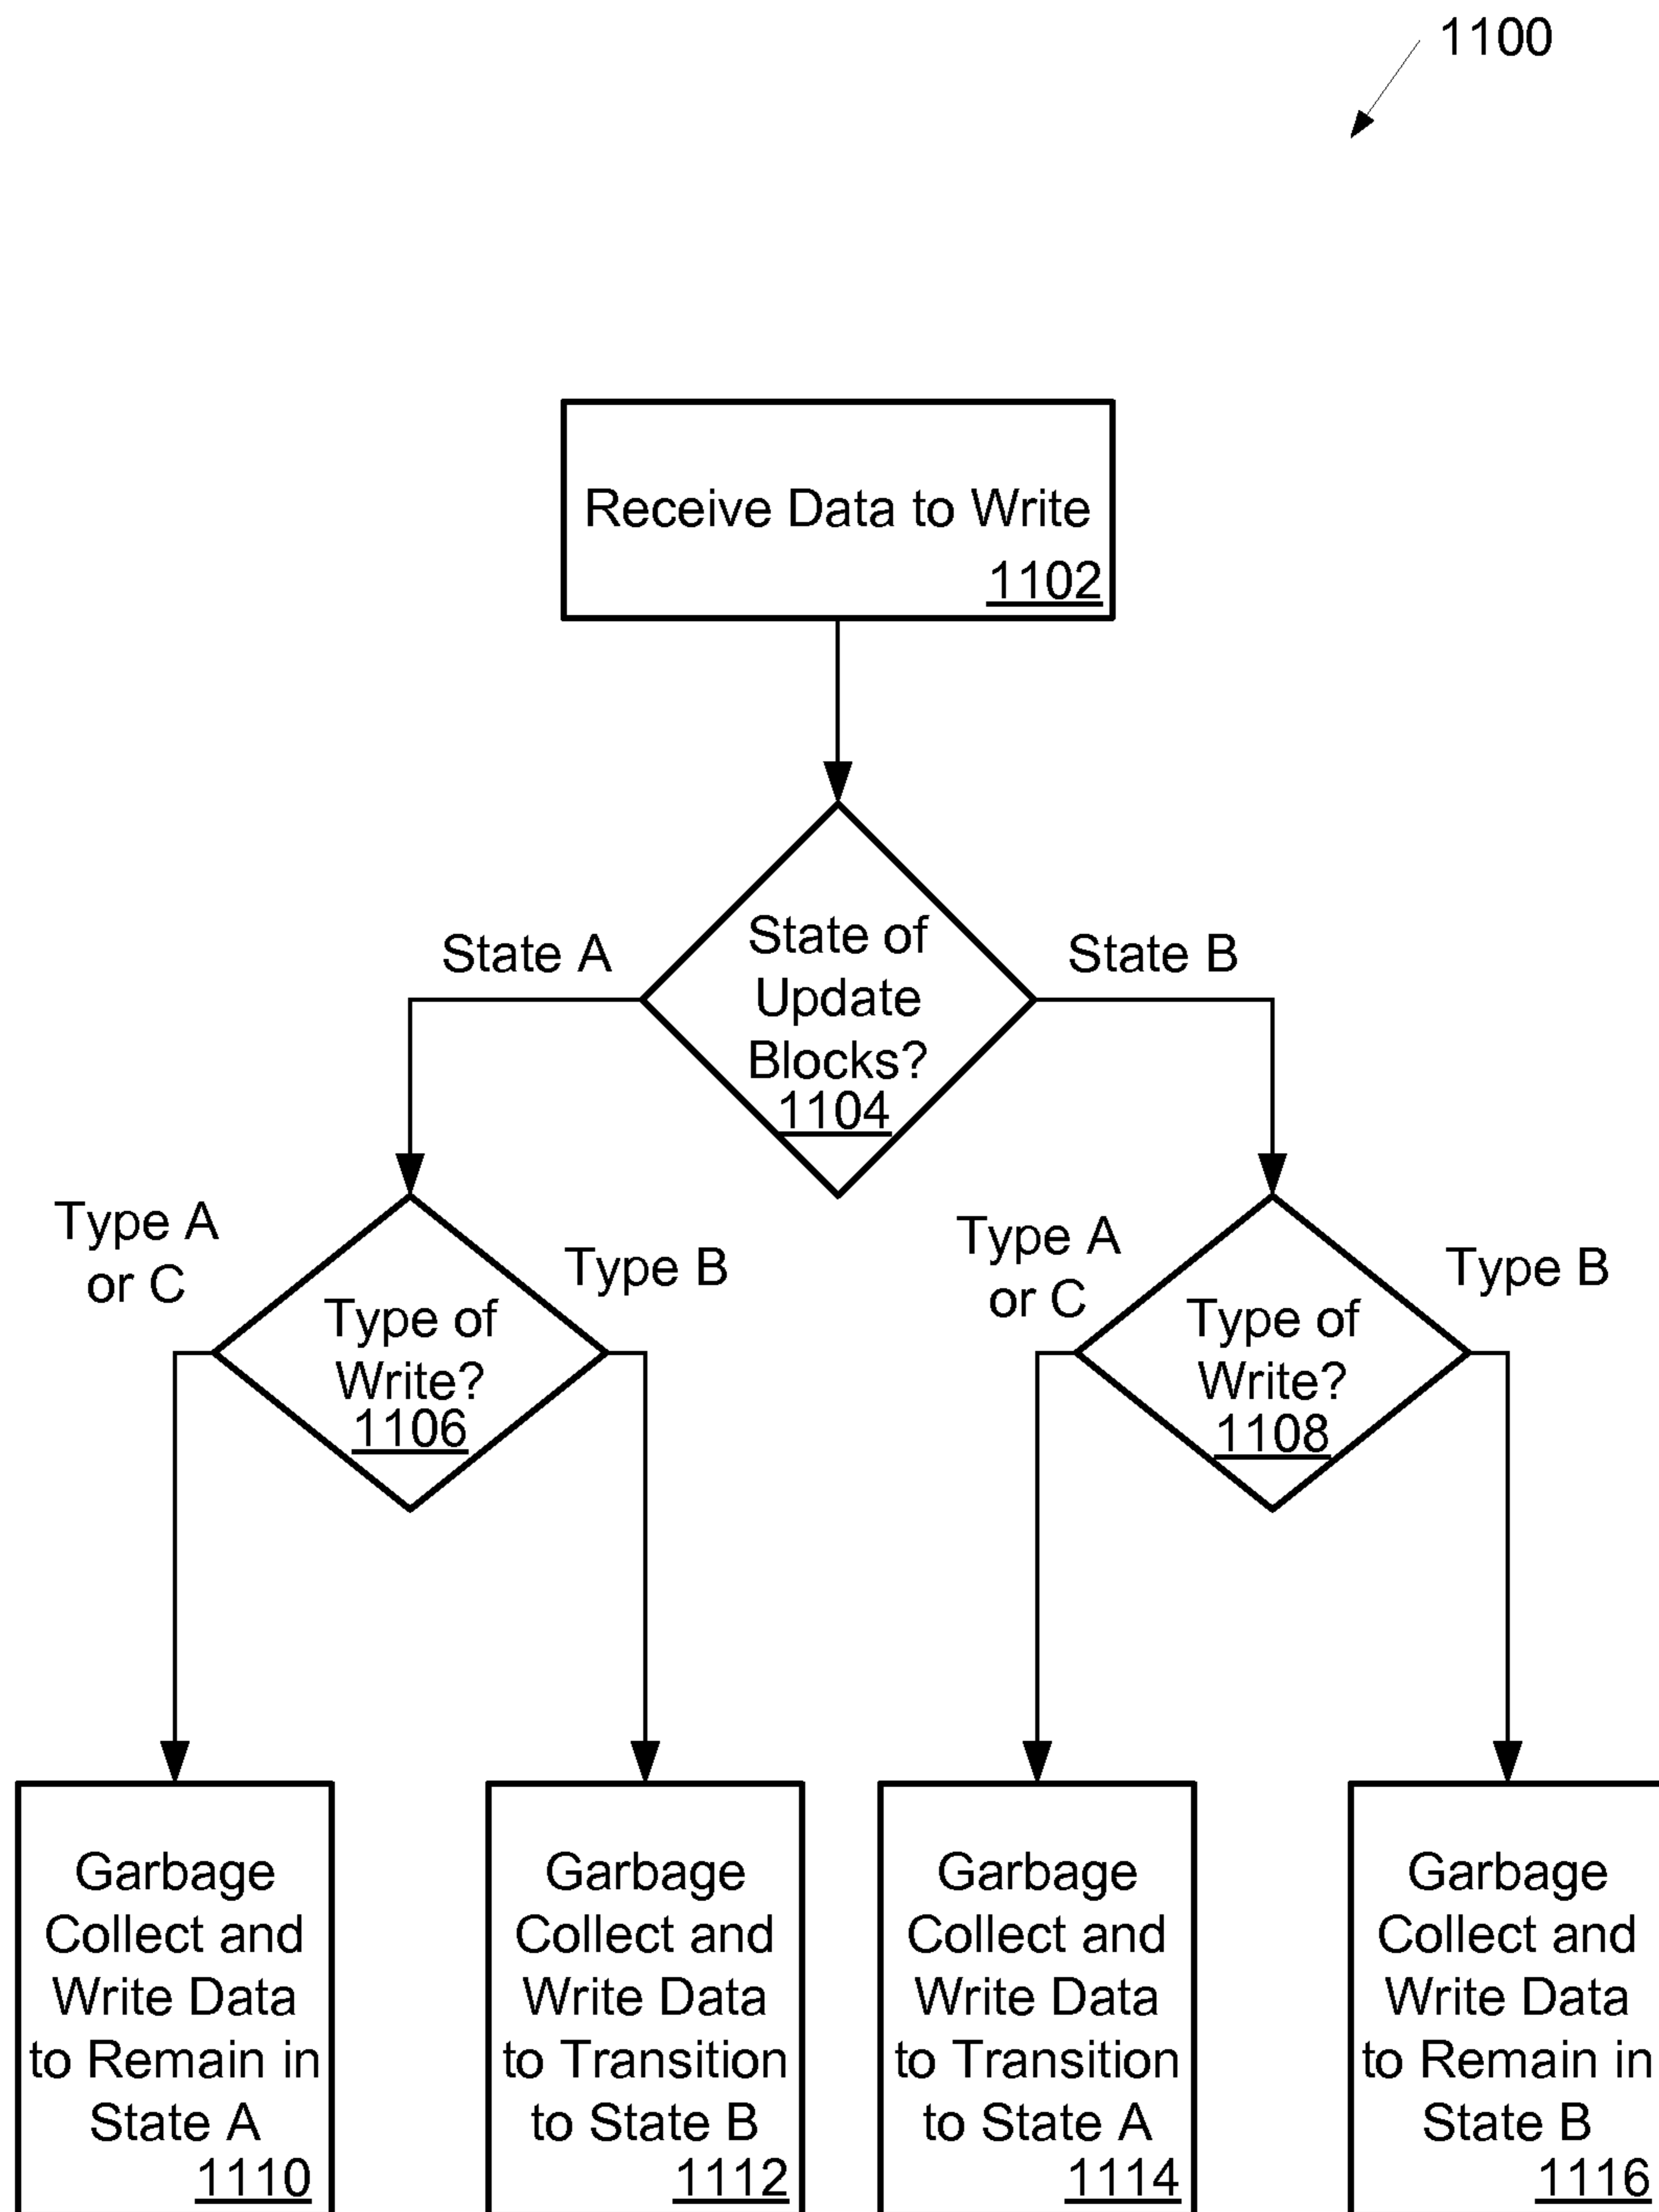 1100
Receive Data to Write
1102
State of
Update
Blocks?
1104
State A
State B
Type A
or C
Type of
Write?
1106
Type B
Type A
or C
Type of
Write?
1108
Type B
Garbage
Collect and
Write Data
to Remain in
State A
1110
Garbage
Collect and
Write Data
to Transition
to State B
1112
Garbage
Collect and
Write Data
to Transition
to State A
1114
Garbage
Collect and
Write Data
to Remain in
State B
1116